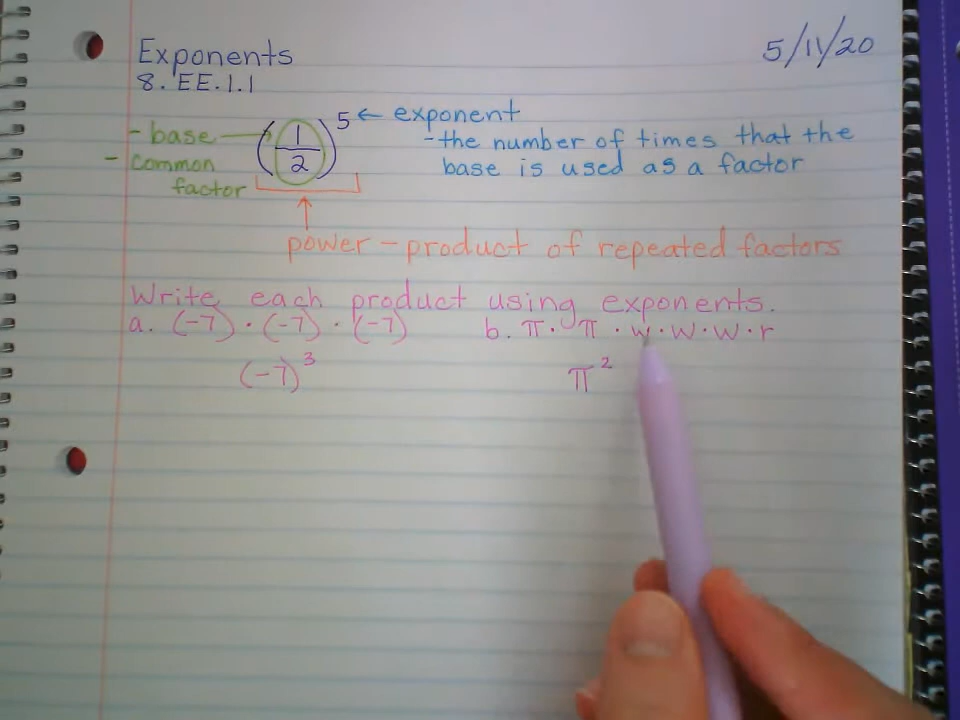 Exponents 5/11/20
8.EE.1.1
- base (1/2)^5 ← exponent
- common factor
- the number of times that the
base is used as a factor
power - product of repeated factors
Write each product using exponents.
a. (-7) · (-7) · (-7) b. π · π · w · w · w · r
(-7)^3 π^2